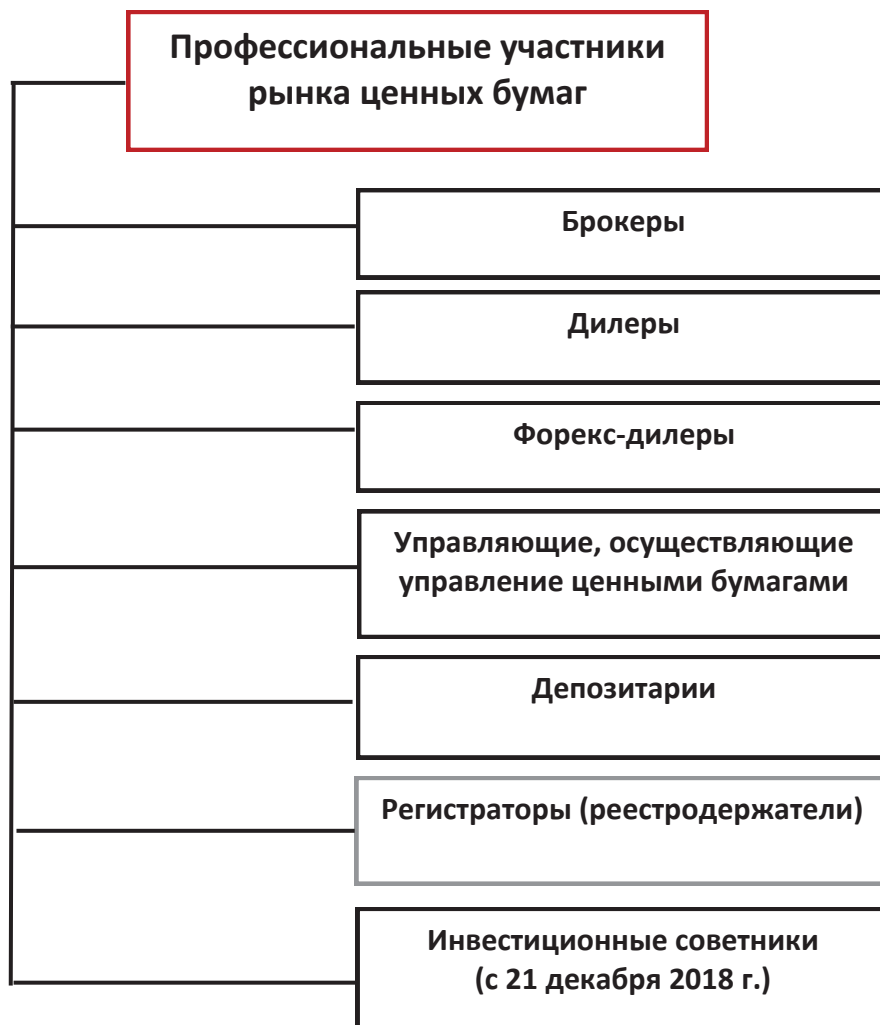 Профессиональные участники
рынка ценных бумаг
Брокеры
Дилеры
Форекс-дилеры
Управляющие, осуществляющие
управление ценными бумагами
Депозитарии
Регистраторы (реестродержатели)
Инвестиционные советники
(с 21 декабря 2018 г.)